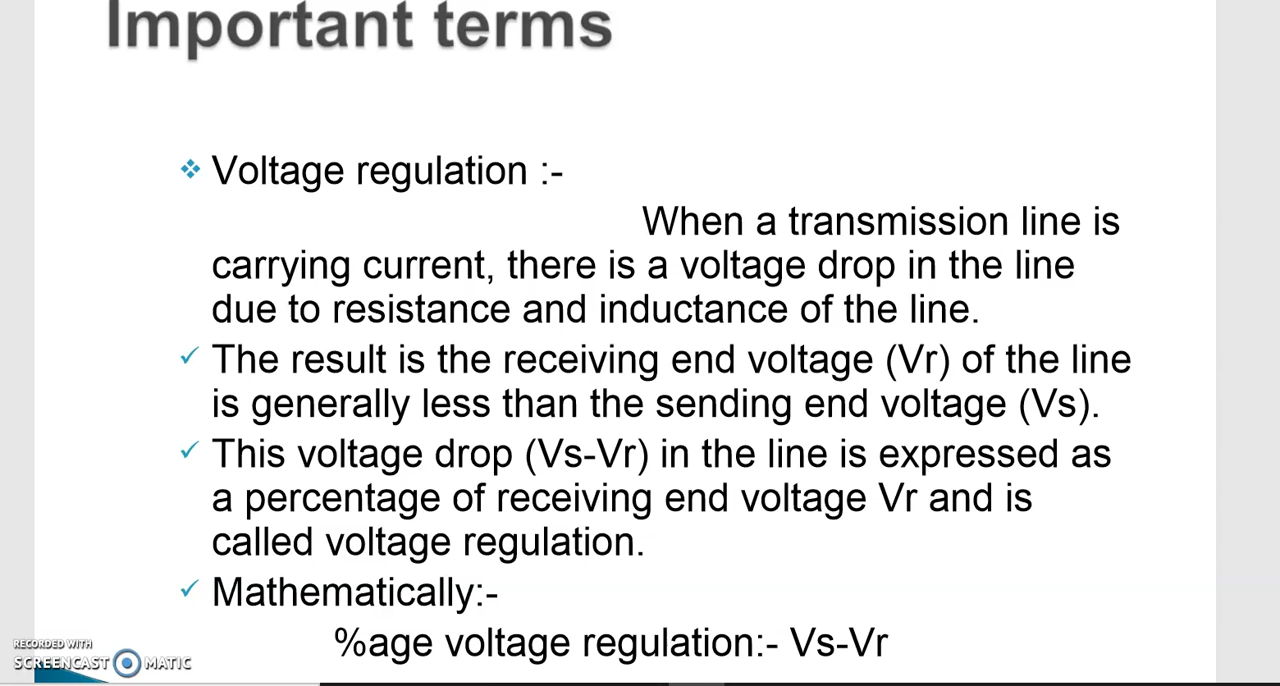 Important terms
Voltage regulation :-
When a transmission line is
carrying current, there is a voltage drop in the line
due to resistance and inductance of the line.
The result is the receiving end voltage (Vr) of the line
is generally less than the sending end voltage (Vs).
This voltage drop (Vs-Vr) in the line is expressed as
a percentage of receiving end voltage Vr and is
called voltage regulation.
Mathematically:-
%age voltage regulation:- Vs-Vr
RECORDED WITH
SCREENCAST MATIC